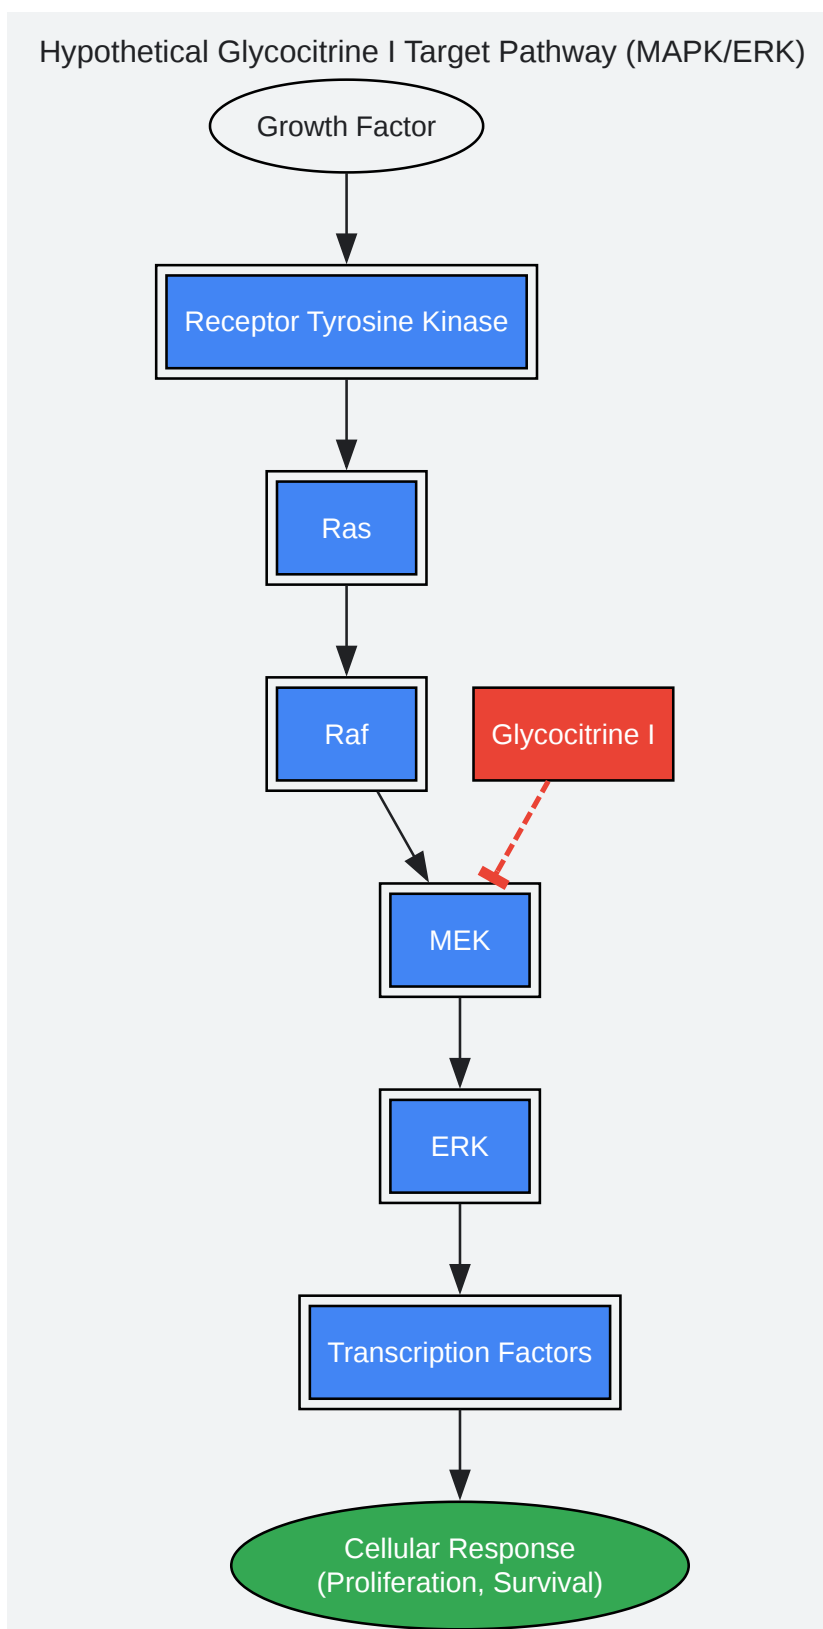 Hypothetical Glycocitrine I Target Pathway (MAPK/ERK)
Growth Factor
Receptor Tyrosine Kinase
Ras
Raf
Glycocitrine I
MEK
ERK
Transcription Factors
Cellular Response
(Proliferation, Survival)